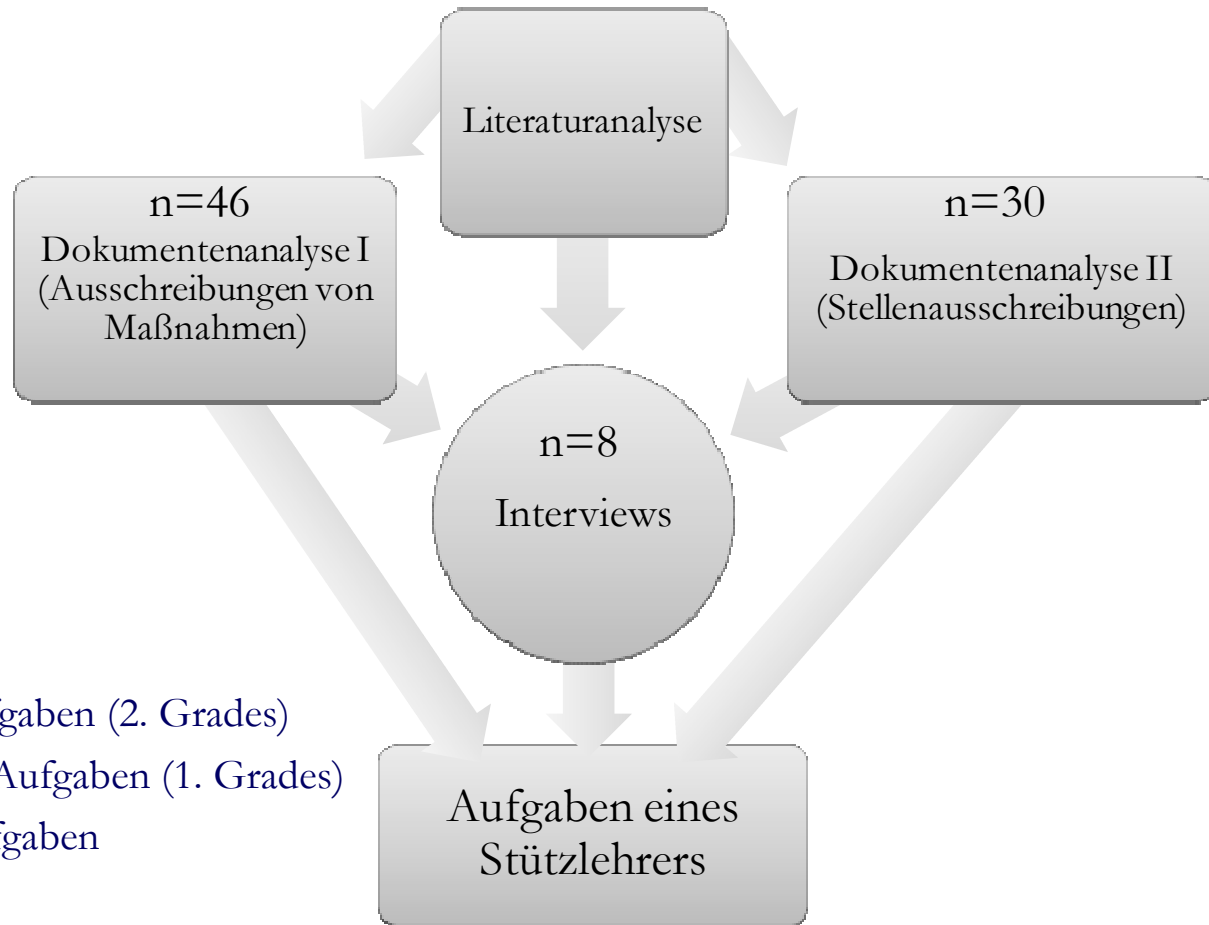 Literaturanalyse
n=46
Dokumentenanalyse I
(Ausschreibungen von
Maßnahmen)
n=30
Dokumentenanalyse II
(Stellenausschreibungen)
n=8
Interviews
(2. Grades)
Aufgaben (1. Grades)
Aufgaben eines
Stützlehrers